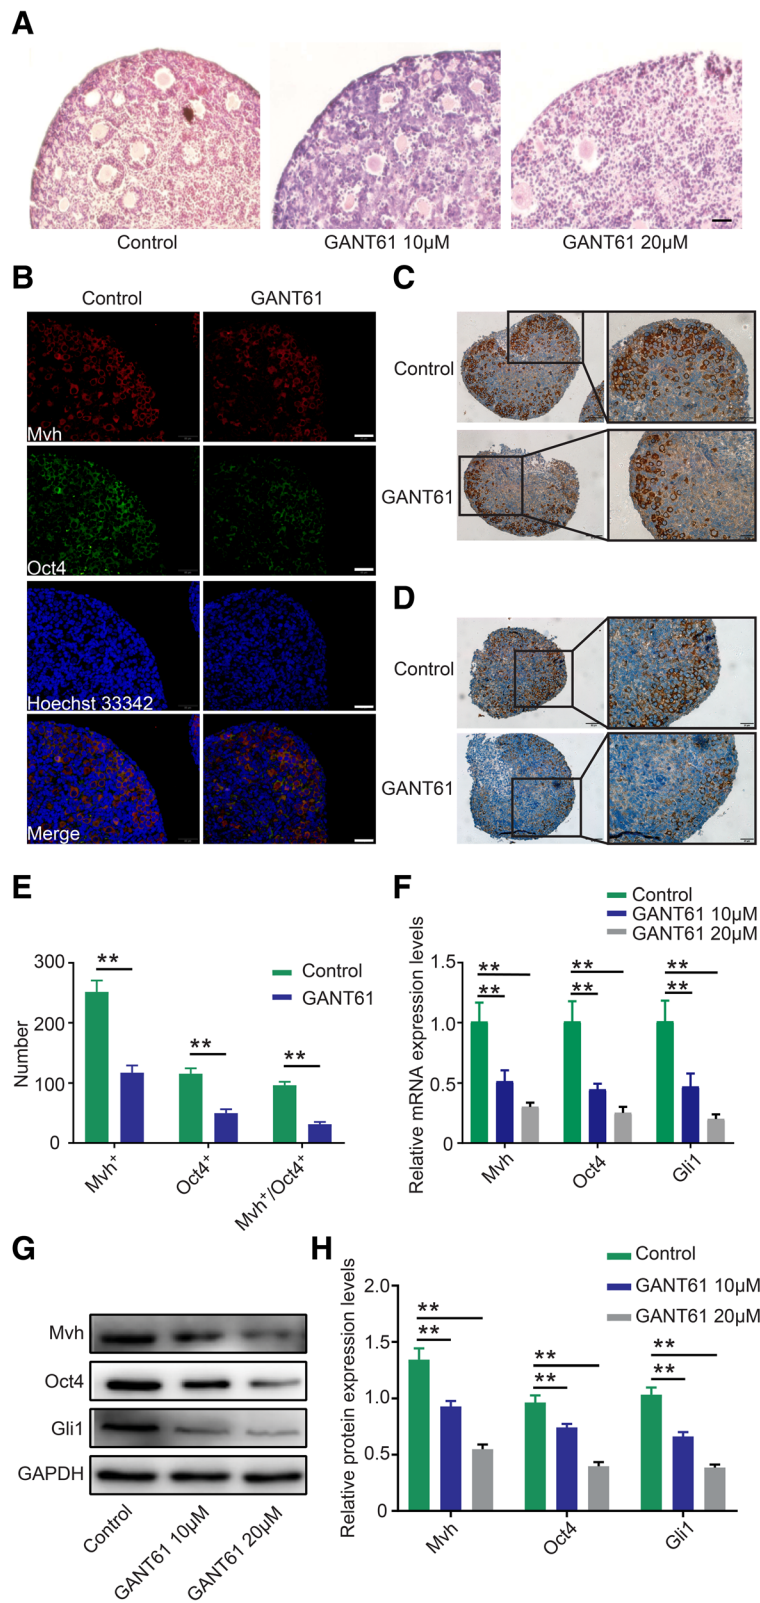 A
Control
GANT61 10μM
GANT61 20μM
B
Control
GANT61
Mvh
Oct4
Hoechst 33342
Merge
C
Control
GANT61
D
Control
GANT61
E
Control
GANT61
Number
300
200
100
0
**
**
**
Mvh⁺
Oct4⁺
Mvh⁺/Oct4⁺
F
Control
GANT61 10μM
GANT61 20μM
Relative mRNA expression levels
1.5
1.0
0.5
0
**
**
**
**
**
**
Mvh
Oct4
Gli1
G
Mvh
Oct4
Gli1
GAPDH
Control
GANT61 10μM
GANT61 20μM
H
Control
GANT61 10μM
GANT61 20μM
Relative protein expression levels
2.0
1.5
1.0
0.5
0
**
**
**
**
**
**
Mvh
Oct4
Gli1